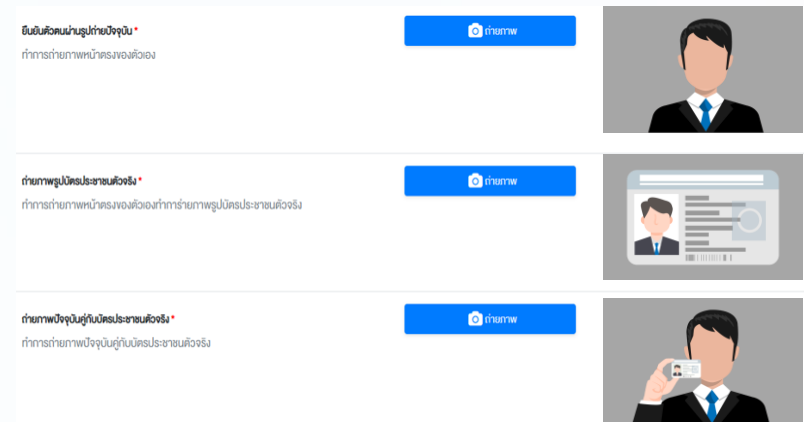 ยืนยันตัวตนผ่านรูปถ่ายปัจจุบัน *
ถ่ายภาพ
ทำการถ่ายภาพหน้าตรงของตัวเอง
ถ่ายภาพรูปบัตรประชาชนตัวจริง *
ถ่ายภาพ
ทำการถ่ายภาพหน้าตรงของตัวเองทำการถ่ายภาพรูปบัตรประชาชนตัวจริง
ถ่ายภาพปัจจุบันคู่กับบัตรประชาชนตัวจริง *
ถ่ายภาพ
ทำการถ่ายภาพปัจจุบันคู่กับบัตรประชาชนตัวจริง